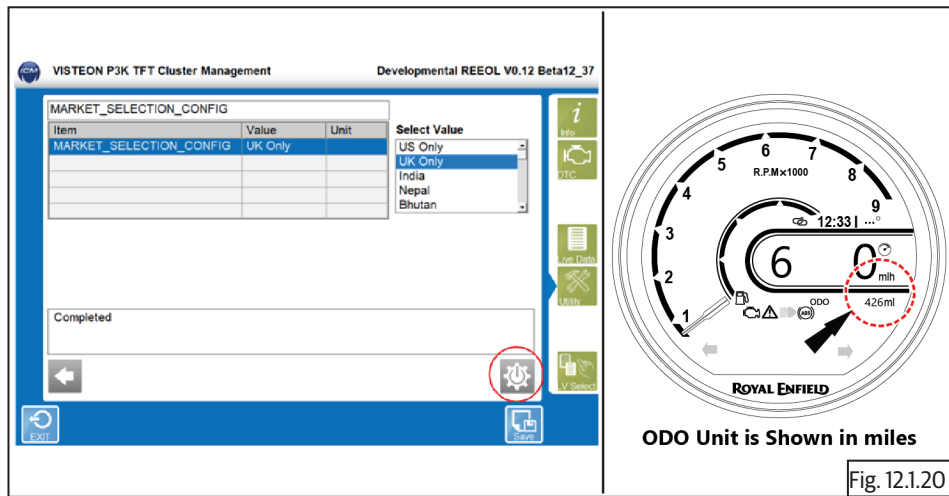 ICM
VISTEON P3K TFT Cluster Management
Developmental REEOL V0.12 Beta12_37
MARKET_SELECTION_CONFIG
Item Value Unit
MARKET_SELECTION_CONFIG UK Only
Select Value
US Only
UK Only
India
Nepal
Bhutan
i
Info
DTC
Live Data
Utility
V Select
Completed
EXIT
Save
1
2
3
4
5
6
7
8
9
R.P.M×1000
12:33 ...°
6 0
mlh
ODO
426ml
ABS
ROYAL ENFIELD
ODO Unit is Shown in miles
Fig. 12.1.20